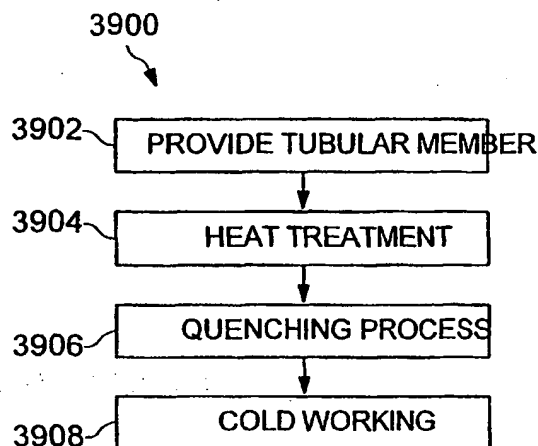 3900
3902 PROVIDE TUBULAR MEMBER
3904 HEAT TREATMENT
3906 QUENCHING PROCESS
3908 COLD WORKING